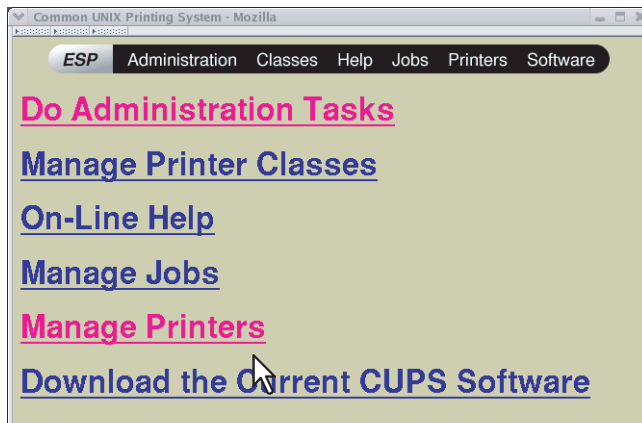 Common UNIX Printing System - Mozilla
ESP Administration Classes Help Jobs Printers Software
Do Administration Tasks
Manage Printer Classes
On-Line Help
Manage Jobs
Manage Printers
Download the Current CUPS Software